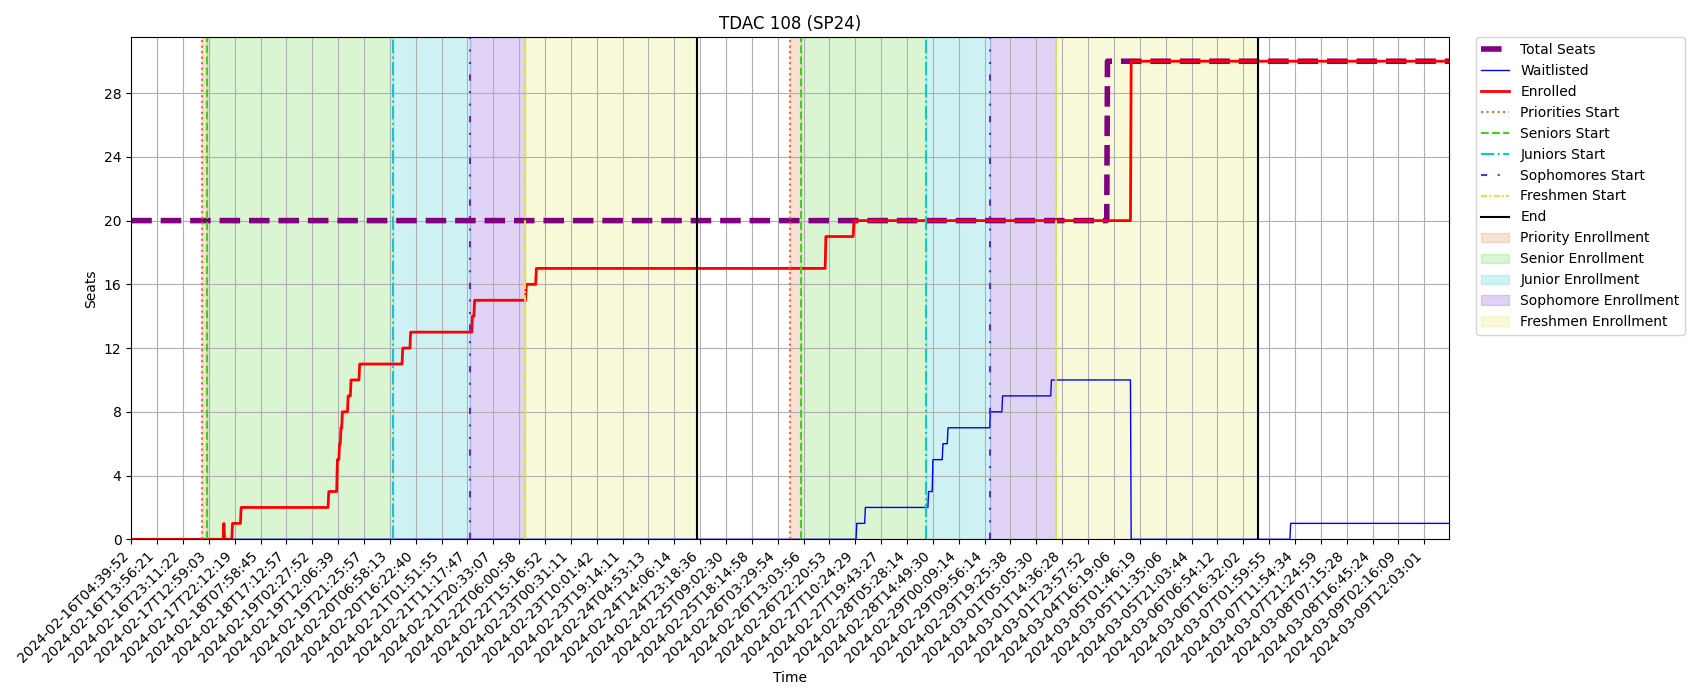 TDAC 108 (SP24)
Seats
28
24
20
16
12
8
4
0
2024-02-16T04:39:52
2024-02-16T13:56:21
2024-02-16T23:11:22
2024-02-17T12:59:03
2024-02-17T22:12:19
2024-02-18T07:58:45
2024-02-18T17:12:57
2024-02-19T02:27:52
2024-02-19T12:06:39
2024-02-19T21:25:57
2024-02-20T06:58:13
2024-02-20T16:22:40
2024-02-21T01:51:55
2024-02-21T11:17:47
2024-02-21T20:33:07
2024-02-22T06:00:58
2024-02-22T15:16:52
2024-02-23T00:31:11
2024-02-23T10:01:42
2024-02-23T19:14:11
2024-02-24T04:53:13
2024-02-24T14:06:14
2024-02-24T23:18:36
2024-02-25T09:02:30
2024-02-25T18:14:58
2024-02-26T03:29:54
2024-02-26T13:03:56
2024-02-26T22:20:53
2024-02-27T10:24:29
2024-02-27T19:43:27
2024-02-28T05:28:14
2024-02-28T14:49:30
2024-02-29T00:09:14
2024-02-29T09:56:14
2024-02-29T19:25:38
2024-03-01T05:05:30
2024-03-01T14:36:28
2024-03-01T23:57:52
2024-03-04T16:19:06
2024-03-05T01:46:19
2024-03-05T11:35:06
2024-03-05T21:03:44
2024-03-06T06:54:12
2024-03-06T16:32:02
2024-03-07T01:59:55
2024-03-07T11:54:34
2024-03-07T21:24:59
2024-03-08T07:15:28
2024-03-08T16:45:24
2024-03-09T02:16:09
2024-03-09T12:03:01
Time
Total Seats
Waitlisted
Enrolled
Priorities Start
Seniors Start
Juniors Start
Sophomores Start
Freshmen Start
End
Priority Enrollment
Senior Enrollment
Junior Enrollment
Sophomore Enrollment
Freshmen Enrollment